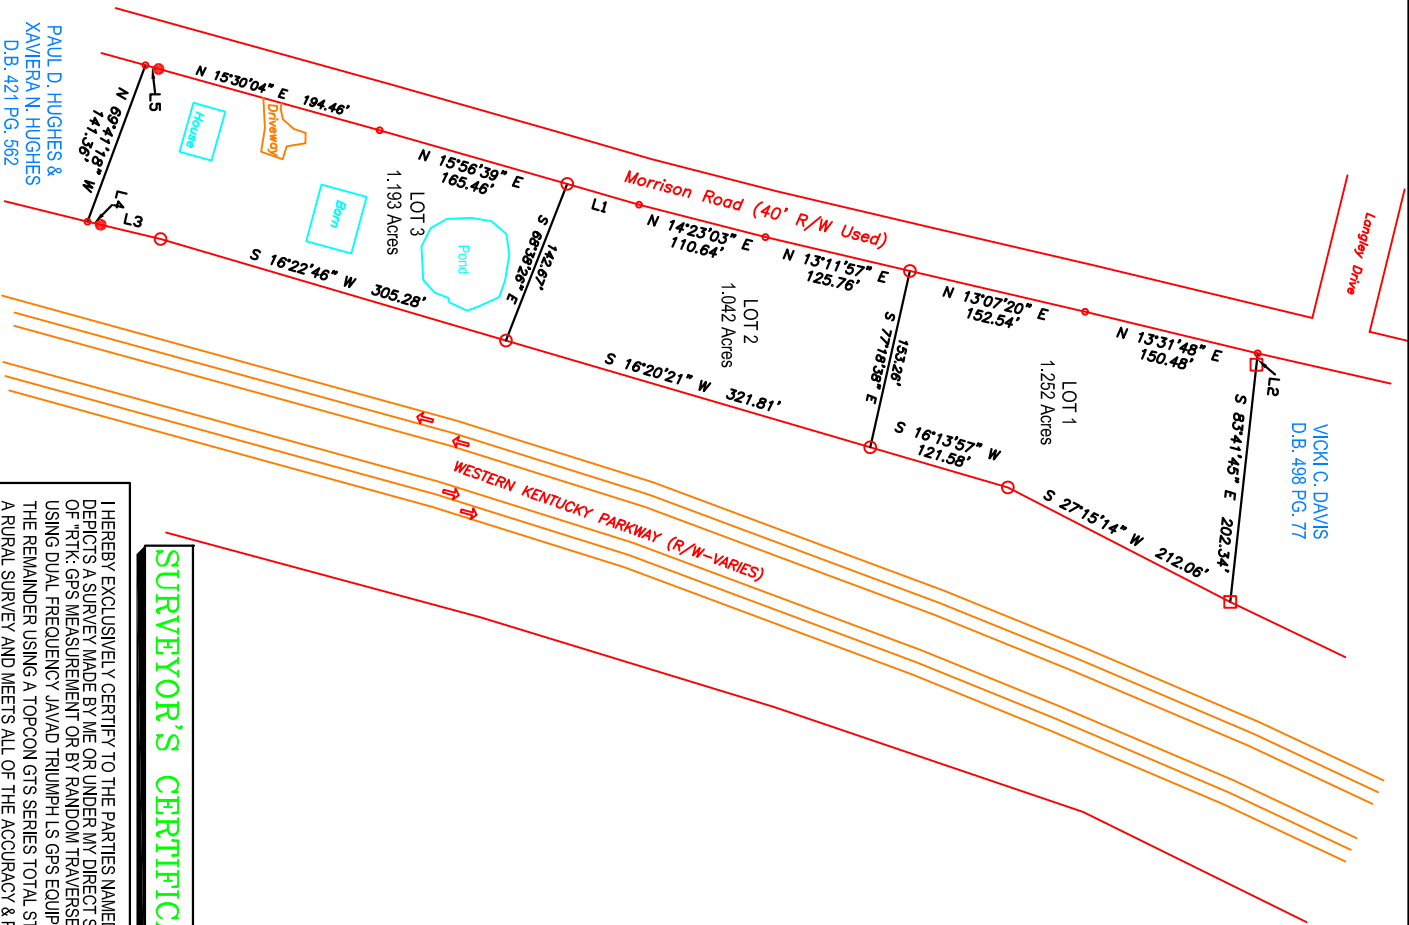 Langley Drive
Morrison Road (40' R/W Used)
VICKI C. DAVIS
D.B. 498 PG. 77
L2
S 83°41'45" E 202.34'
N 13°31'48" E
150.48'
N 13°07'20" E
152.54'
LOT 1
1.252 Acres
S 27°15'14" W 212.06'
S 16°13'57" W
121.58'
153.26'
S 77°18'38" E
N 13°11'57" E
125.76'
N 14°23'03" E
110.64'
L1
LOT 2
1.042 Acres
S 16°20'21" W 321.81'
142.67'
S 68°38'26" E
N 15°56'39" E
165.46'
LOT 3
1.193 Acres
Pond
Barn
Driveway
House
N 15°30'04" E 194.46'
S 16°22'46" W 305.28'
L5
L4
L3
N 69°41'18" W
141.36'
PAUL D. HUGHES &
XAVIERA N. HUGHES
D.B. 421 PG. 562
WESTERN KENTUCKY PARKWAY (R/W-VARIES)
SURVEYOR'S CERTIFIC
I HEREBY EXCLUSIVELY CERTIFY TO THE PARTIES NAME
DEPICTS A SURVEY MADE BY ME OR UNDER MY DIRECT S
OF "RTK: GPS MEASUREMENT OR BY RANDOM TRAVERSE
USING DUAL FREQUENCY JAVAD TRIUMPH LS GPS EQUIP
THE REMAINDER USING A TOPCON GTS SERIES TOTAL ST
A RURAL SURVEY AND MEETS ALL OF THE ACCURACY &